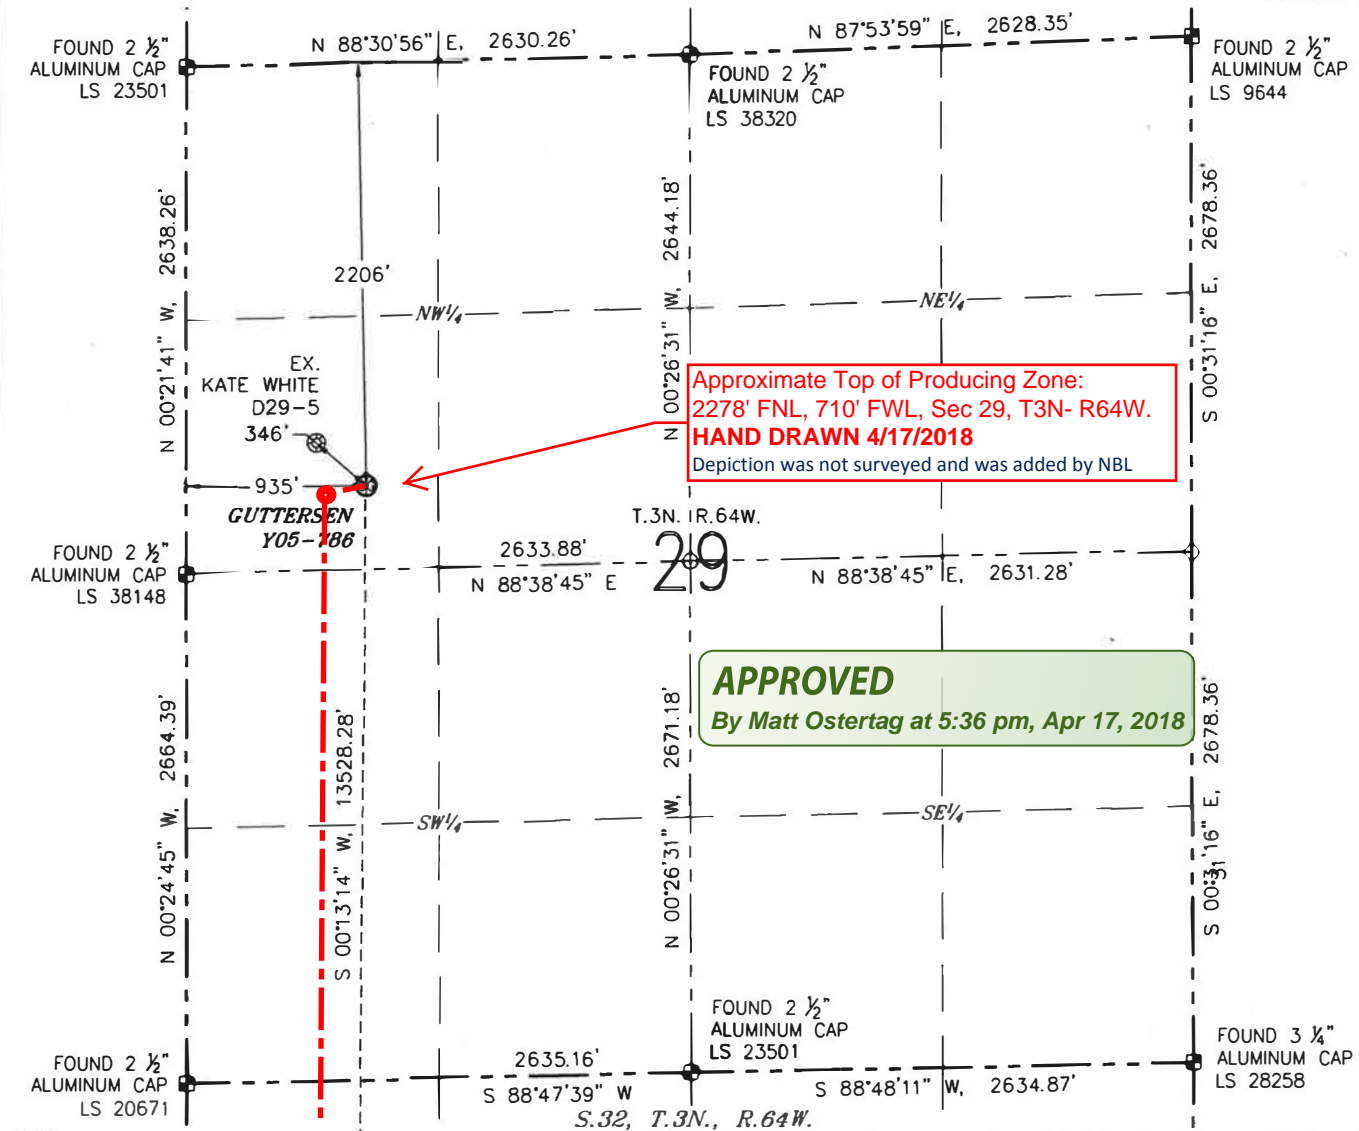 N 88°30'56" E, 2630.26'
N 87°53'59" E, 2628.35'
FOUND 2 ½"
ALUMINUM CAP
LS 23501
FOUND 2 ½"
ALUMINUM CAP
LS 38320
FOUND 2 ½"
ALUMINUM CAP
LS 9644
N 00°21'41" W, 2638.26'
2206'
N 00°26'31" W, 2644.18'
S 00°31'16" E, 2678.36'
NW¼
NE¼
EX.
KATE WHITE
D29-5
346'
Approximate Top of Producing Zone:
2278' FNL, 710' FWL, Sec 29, T3N- R64W.
HAND DRAWN 4/17/2018
Depiction was not surveyed and was added by NBL
935'
GUTTERSEN
Y05-786
T.3N. R.64W.
29
FOUND 2 ½"
ALUMINUM CAP
LS 38148
2633.88'
N 88°38'45" E
N 88°38'45" E, 2631.28'
APPROVED
By Matt Ostertag at 5:36 pm, Apr 17, 2018
N 00°24'45" W, 2664.39'
S 00°13'14" W, 13528.28'
N 00°26'31" W, 2671.18'
S 00°31'16" E, 2678.36'
31
SW¼
SE¼
FOUND 2 ½"
ALUMINUM CAP
LS 23501
FOUND 2 ½"
ALUMINUM CAP
LS 20671
2635.16'
S 88°47'39" W
S 88°48'11" W, 2634.87'
FOUND 3 ¼"
ALUMINUM CAP
LS 28258
S.32, T.3N., R.64W.